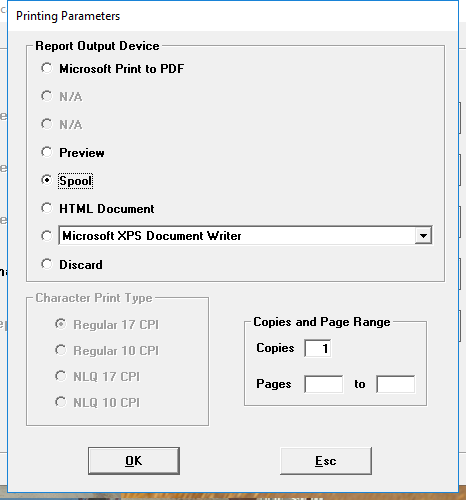 Printing Parameters
Report Output Device
Microsoft Print to PDF
N/A
N/A
Preview
Spool
HTML Document
Microsoft XPS Document Writer
Discard
Character Print Type
Regular 17 CPI
Regular 10 CPI
NLQ 17 CPI
NLQ 10 CPI
Copies and Page Range
Copies 1
Pages to
OK Esc